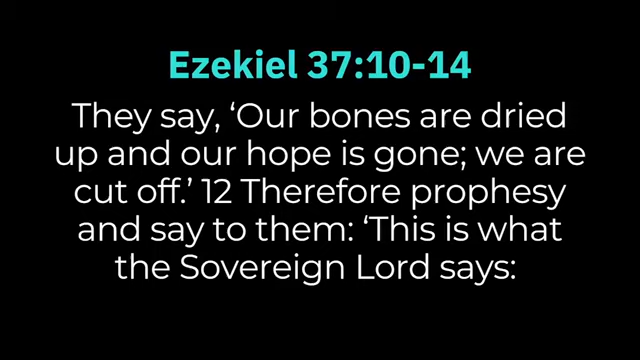 Ezekiel 37:10-14
They say, ‘Our bones are dried
up and our hope is gone; we are
cut off.’ 12 Therefore prophesy
and say to them: ‘This is what
the Sovereign Lord says: